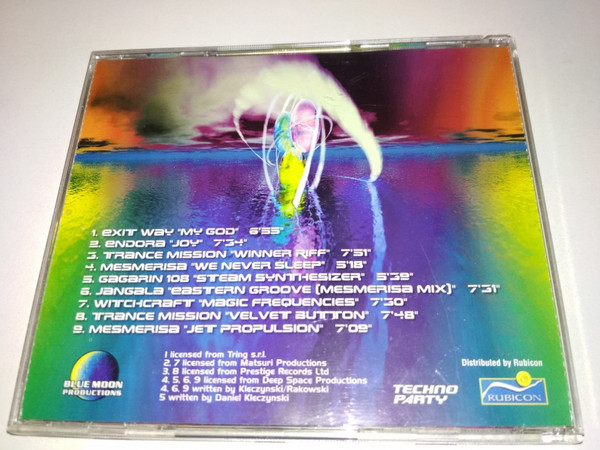 1. EXIT WAY "MY GOD" 6'55"
2. ENDORA "JOY" 7'34"
3. TRANCE MISSION "WINNER RIFF" 7'51"
4. MESMERISA "WE NEVER SLEEP" 5'18"
5. GAGARIN 108 "STEAM SYNTHESIZER" 5'39"
6. JANGALA "EASTERN GROOVE (MESMERISA MIX)" 7'31"
7. WITCHCRAFT "MAGIC FREQUENCIES" 7'30"
8. TRANCE MISSION "VELVET BUTTON" 7'48"
9. MESMERISA "JET PROPULSION" 7'09"
1 licensed from Tring s.r.l.
2, 7 licensed from Matsuri Productions
3, 8 licensed from Prestige Records Ltd
4, 5, 6, 9 licensed from Deep Space Productions
4, 6, 9 written by Kleczynski/Rakowski
5 written by Daniel Kleczynski
BLUE MOON
PRODUCTIONS
TECHNO
PARTY
Distributed by Rubicon
RUBICON